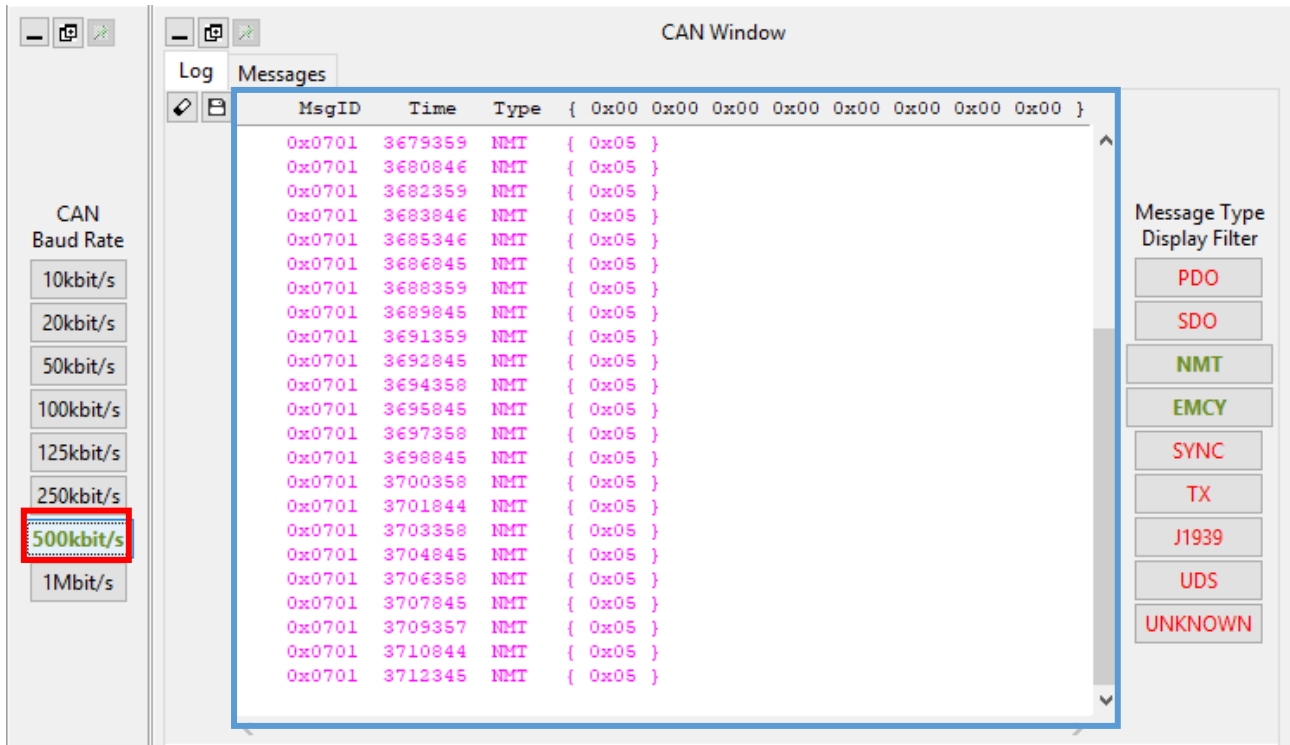 CAN Window
Log Messages
MsgID Time Type { 0x00 0x00 0x00 0x00 0x00 0x00 0x00 0x00 }
0x0701 3679359 NMT { 0x05 }
0x0701 3680846 NMT { 0x05 }
0x0701 3682359 NMT { 0x05 }
0x0701 3683846 NMT { 0x05 }
0x0701 3685346 NMT { 0x05 }
0x0701 3686845 NMT { 0x05 }
0x0701 3688359 NMT { 0x05 }
0x0701 3689845 NMT { 0x05 }
0x0701 3691359 NMT { 0x05 }
0x0701 3692845 NMT { 0x05 }
0x0701 3694358 NMT { 0x05 }
0x0701 3695845 NMT { 0x05 }
0x0701 3697358 NMT { 0x05 }
0x0701 3698845 NMT { 0x05 }
0x0701 3700358 NMT { 0x05 }
0x0701 3701844 NMT { 0x05 }
0x0701 3703358 NMT { 0x05 }
0x0701 3704845 NMT { 0x05 }
0x0701 3706358 NMT { 0x05 }
0x0701 3707845 NMT { 0x05 }
0x0701 3709357 NMT { 0x05 }
0x0701 3710844 NMT { 0x05 }
0x0701 3712345 NMT { 0x05 }
CAN
Baud Rate
10kbit/s
20kbit/s
50kbit/s
100kbit/s
125kbit/s
250kbit/s
500kbit/s
1Mbit/s
Message Type
Display Filter
PDO
SDO
NMT
EMCY
SYNC
TX
J1939
UDS
UNKNOWN